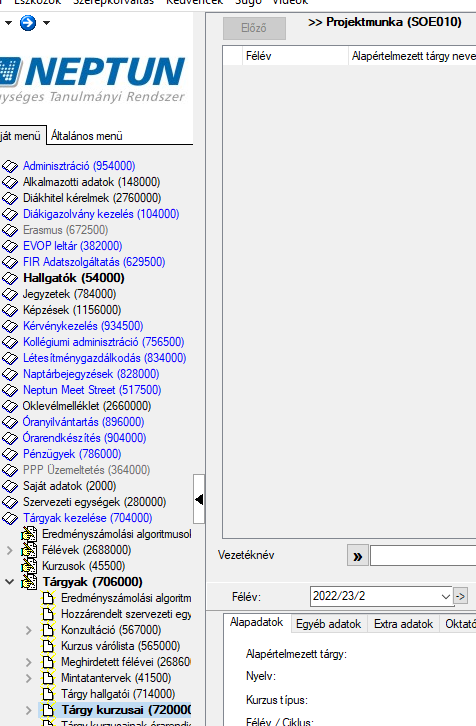 Eszközök Szerepkörváltás Kedvencek Súgó Videók
NEPTUN
ységes Tanulmányi Rendszer
ját menü Általános menü
Adminisztráció (954000)
Alkalmazotti adatok (148000)
Diákhitel kérelmek (2760000)
Diákigazolvány kezelés (104000)
Erasmus (672500)
EVOP leltár (382000)
FIR Adatszolgáltatás (629500)
Hallgatók (54000)
Jegyzetek (784000)
Képzések (1156000)
Kérvénykezelés (934500)
Kollégiumi adminisztráció (756500)
Létesítménygazdálkodás (834000)
Naptárbejegyzések (828000)
Neptun Meet Street (517500)
Oklevélmelléklet (2660000)
Óranyilvántartás (896000)
Órarendkészítés (904000)
Pénzügyek (786000)
PPP Üzemeltetés (364000)
Saját adatok (2000)
Szervezeti egységek (280000)
Tárgyak kezelése (704000)
Eredményszámolási algoritmusol
Félévek (2688000)
Kurzusok (45500)
Tárgyak (706000)
Eredményszámolási algoritm
Hozzárendelt szervezeti eg
Konzultáció (567000)
Kurzus várólista (565000)
Meghirdetett félévei (26860
Mintatantervek (41500)
Tárgy hallgatói (714000)
Tárgy kurzusai (720000
Tárgy kurzusainak órarendi
Előző >> Projektmunka (SOE010)
Félév Alapértelmezett tárgy neve
Vezetéknév »
Félév: 2022/23/2 ->
Alapadatok Egyéb adatok Extra adatok Oktató
Alapértelmezett tárgy:
Nyelv:
Kurzus típus:
Félév / Ciklus: